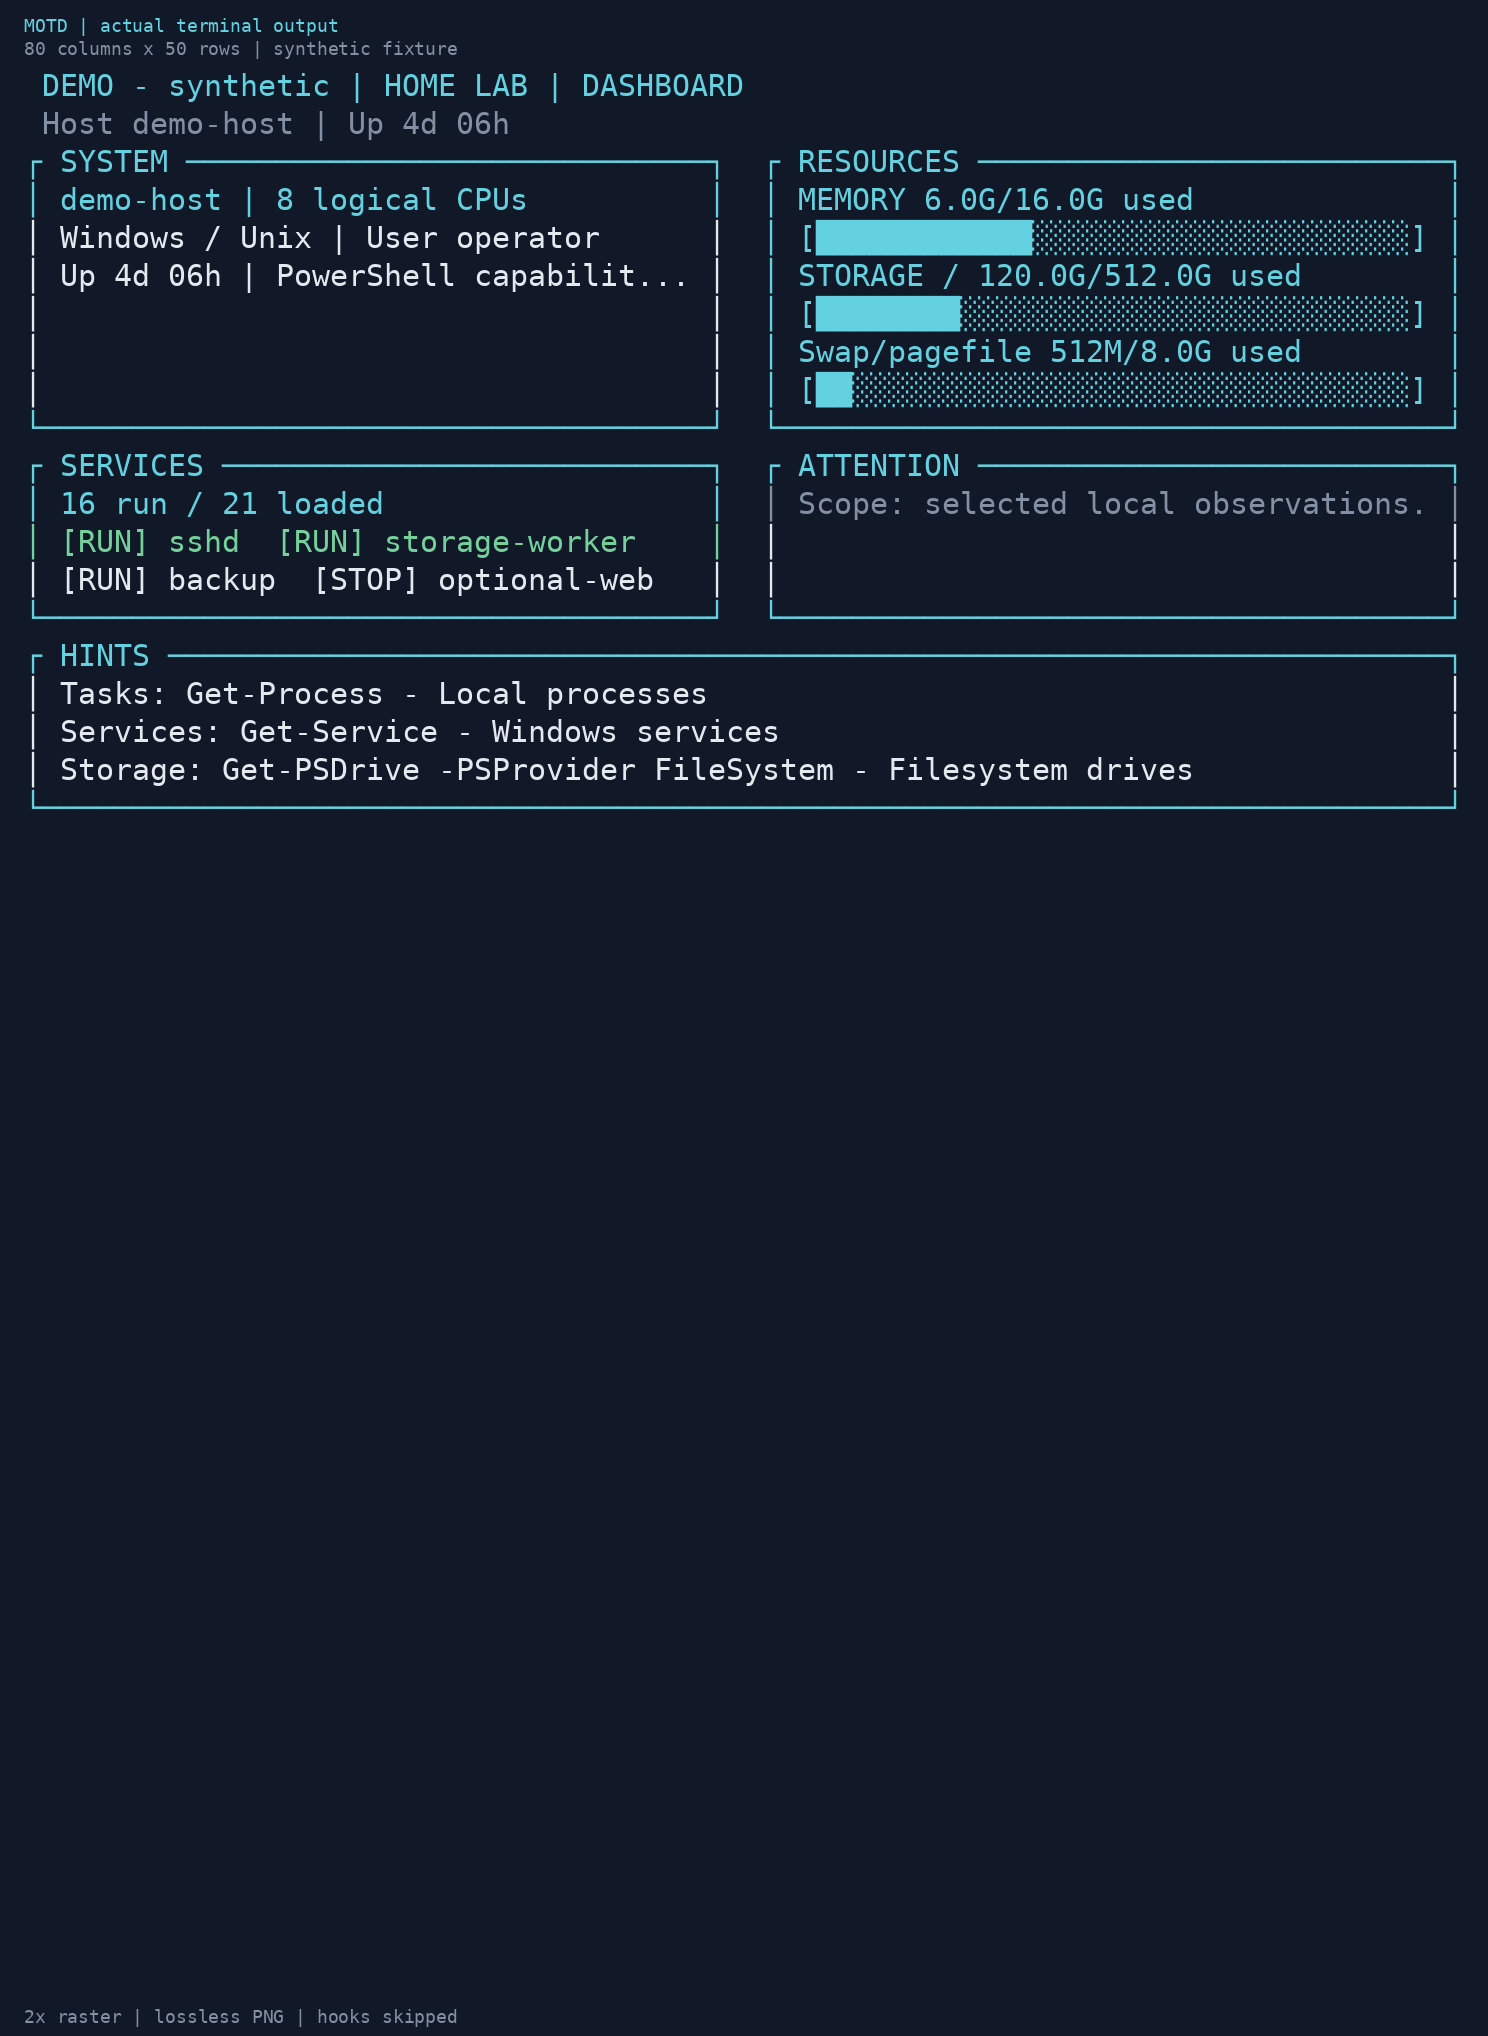 MOTD | actual terminal output
80 columns x 50 rows | synthetic fixture
DEMO - synthetic | HOME LAB | DASHBOARD
Host demo-host | Up 4d 06h
SYSTEM
demo-host | 8 logical CPUs
Windows / Unix | User operator
Up 4d 06h | PowerShell capabilit...
RESOURCES
MEMORY 6.0G/16.0G used
[████████████░░░░░░░░░░░░░░░░░░░░░]
STORAGE / 120.0G/512.0G used
[████████░░░░░░░░░░░░░░░░░░░░░░░░░]
Swap/pagefile 512M/8.0G used
[██░░░░░░░░░░░░░░░░░░░░░░░░░░░░░░░]
SERVICES
16 run / 21 loaded
[RUN] sshd  [RUN] storage-worker
[RUN] backup  [STOP] optional-web
ATTENTION
Scope: selected local observations.
HINTS
Tasks: Get-Process - Local processes
Services: Get-Service - Windows services
Storage: Get-PSDrive -PSProvider FileSystem - Filesystem drives
2x raster | lossless PNG | hooks skipped